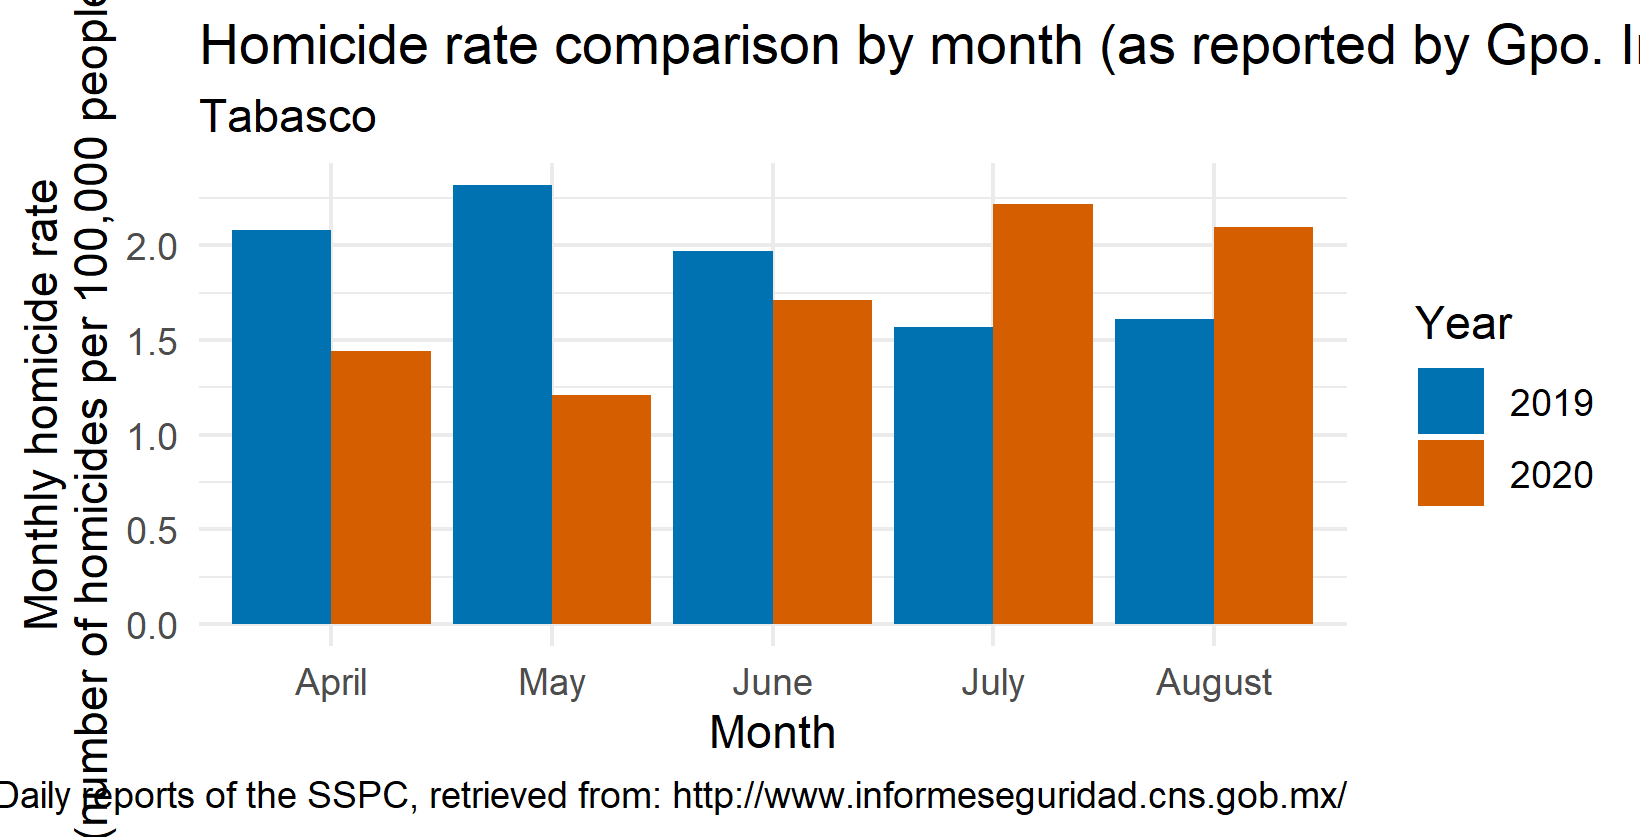 Homicide rate comparison by month (as reported by Gpo.
Tabasco
Monthly homicide rate
(number of homicides per 100,000 people
2.0
1.5
1.0
0.5
0.0
April May June July August
Month
Year
2019
2020
Daily reports of the SSPC, retrieved from: http://www.informeseguridad.cns.gob.mx/